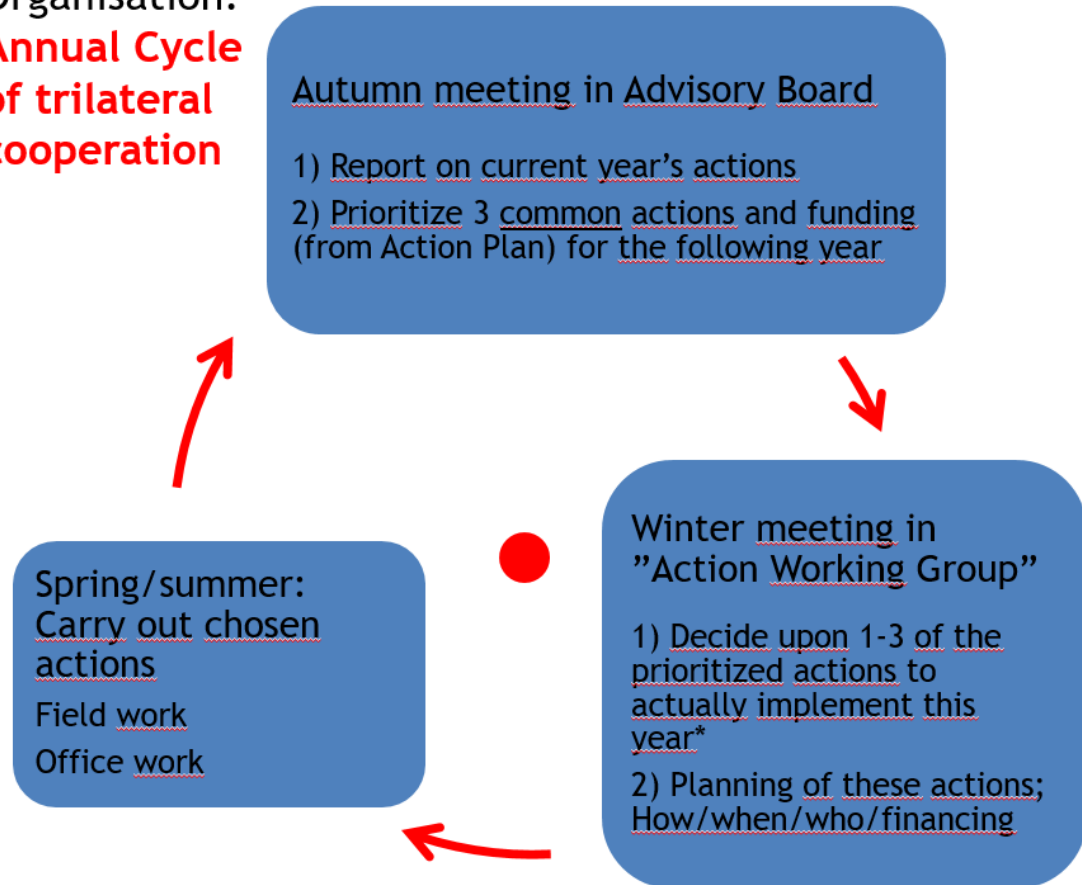 Organisation:
Annual Cycle
of trilateral
cooperation
Autumn meeting in Advisory Board
1) Report on current year’s actions
2) Prioritize 3 common actions and funding
(from Action Plan) for the following year
Winter meeting in
”Action Working Group”
1) Decide upon 1-3 of the
prioritized actions to
actually implement this
year*
2) Planning of these actions;
How/when/who/financing
Spring/summer:
Carry out chosen
actions
Field work
Office work